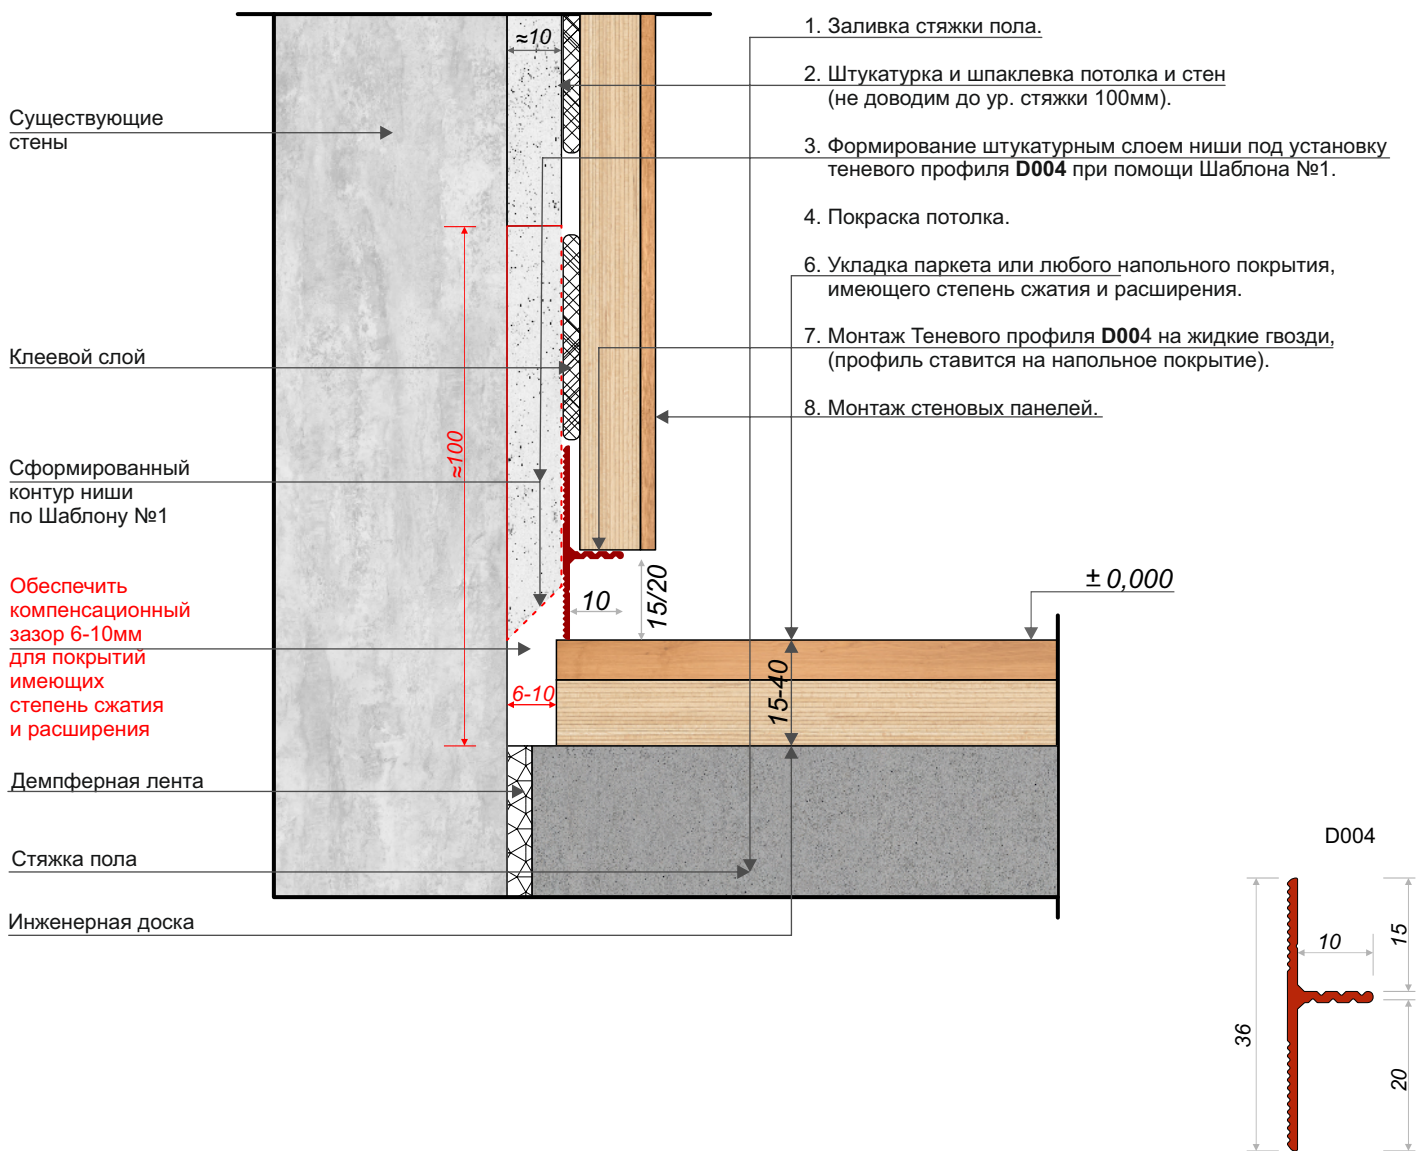 ≈10
1. Заливка стяжки пола.
2. Штукатурка и шпаклевка потолка и стен
(не доводим до ур. стяжки 100мм).
3. Формирование штукатурным слоем ниши под установку
теневого профиля D004 при помощи Шаблона №1.
4. Покраска потолка.
6. Укладка паркета или любого напольного покрытия,
имеющего степень сжатия и расширения.
7. Монтаж Теневого профиля D004 на жидкие гвозди,
(профиль ставится на напольное покрытие).
8. Монтаж стеновых панелей.
Существующие
стены
Клеевой слой
≈100
Сформированный
контур ниши
по Шаблону №1
Обеспечить
компенсационный
зазор 6-10мм
для покрытий
имеющих
степень сжатия
и расширения
10
15/20
± 0,000
6-10
15-40
Демпферная лента
Стяжка пола
Инженерная доска
D004
10
15
36
20